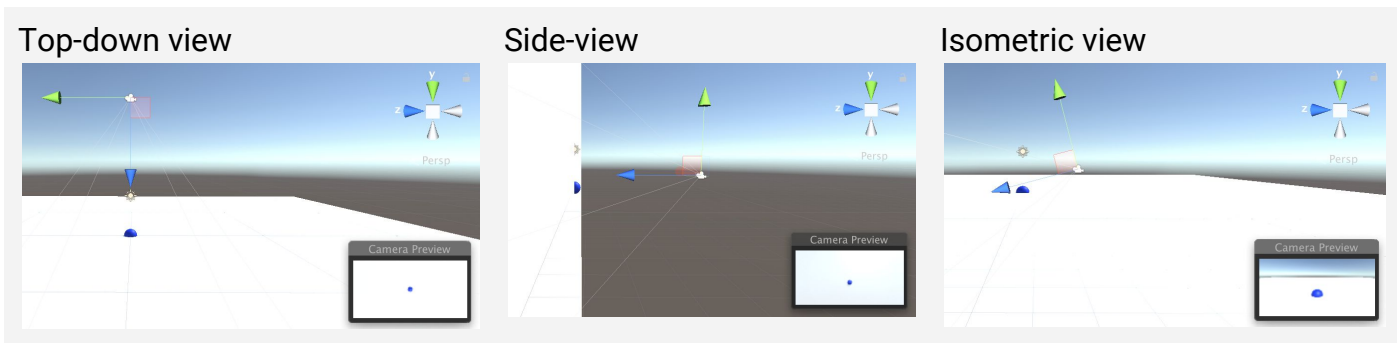 Top-down view
y
z
Persp
Camera Preview
Side-view
y
z
Persp
Camera Preview
Isometric view
y
z
Persp
Camera Preview